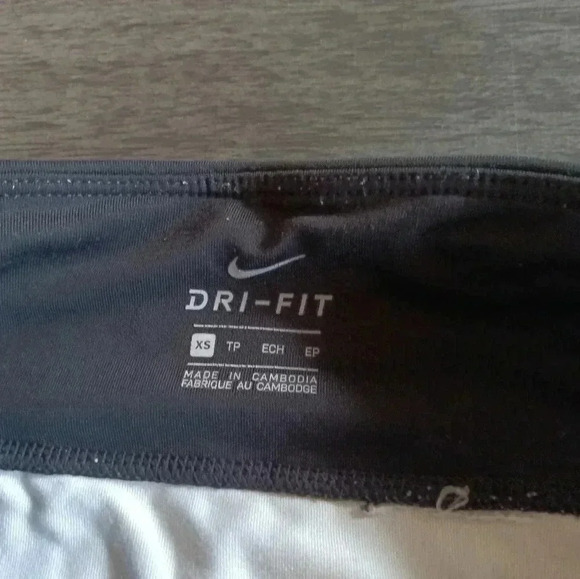 DRI-FIT
XS TP ECH EP
MADE IN CAMBODIA
FABRIQUE AU CAMBODGE